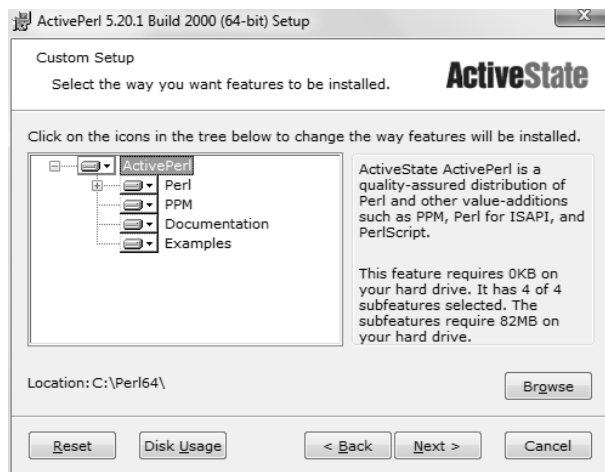 ActivePerl 5.20.1 Build 2000 (64-bit) Setup
Custom Setup
Select the way you want features to be installed.
ActiveState
Click on the icons in the tree below to change the way features will be installed.
ActivePerl
Perl
PPM
Documentation
Examples
ActiveState ActivePerl is a
quality-assured distribution of
Perl and other value-additions
such as PPM, Perl for ISAPI, and
PerlScript.
This feature requires 0KB on
your hard drive. It has 4 of 4
subfeatures selected. The
subfeatures require 82MB on
your hard drive.
Location: C:\Perl64\
Browse
Reset Disk Usage < Back Next > Cancel